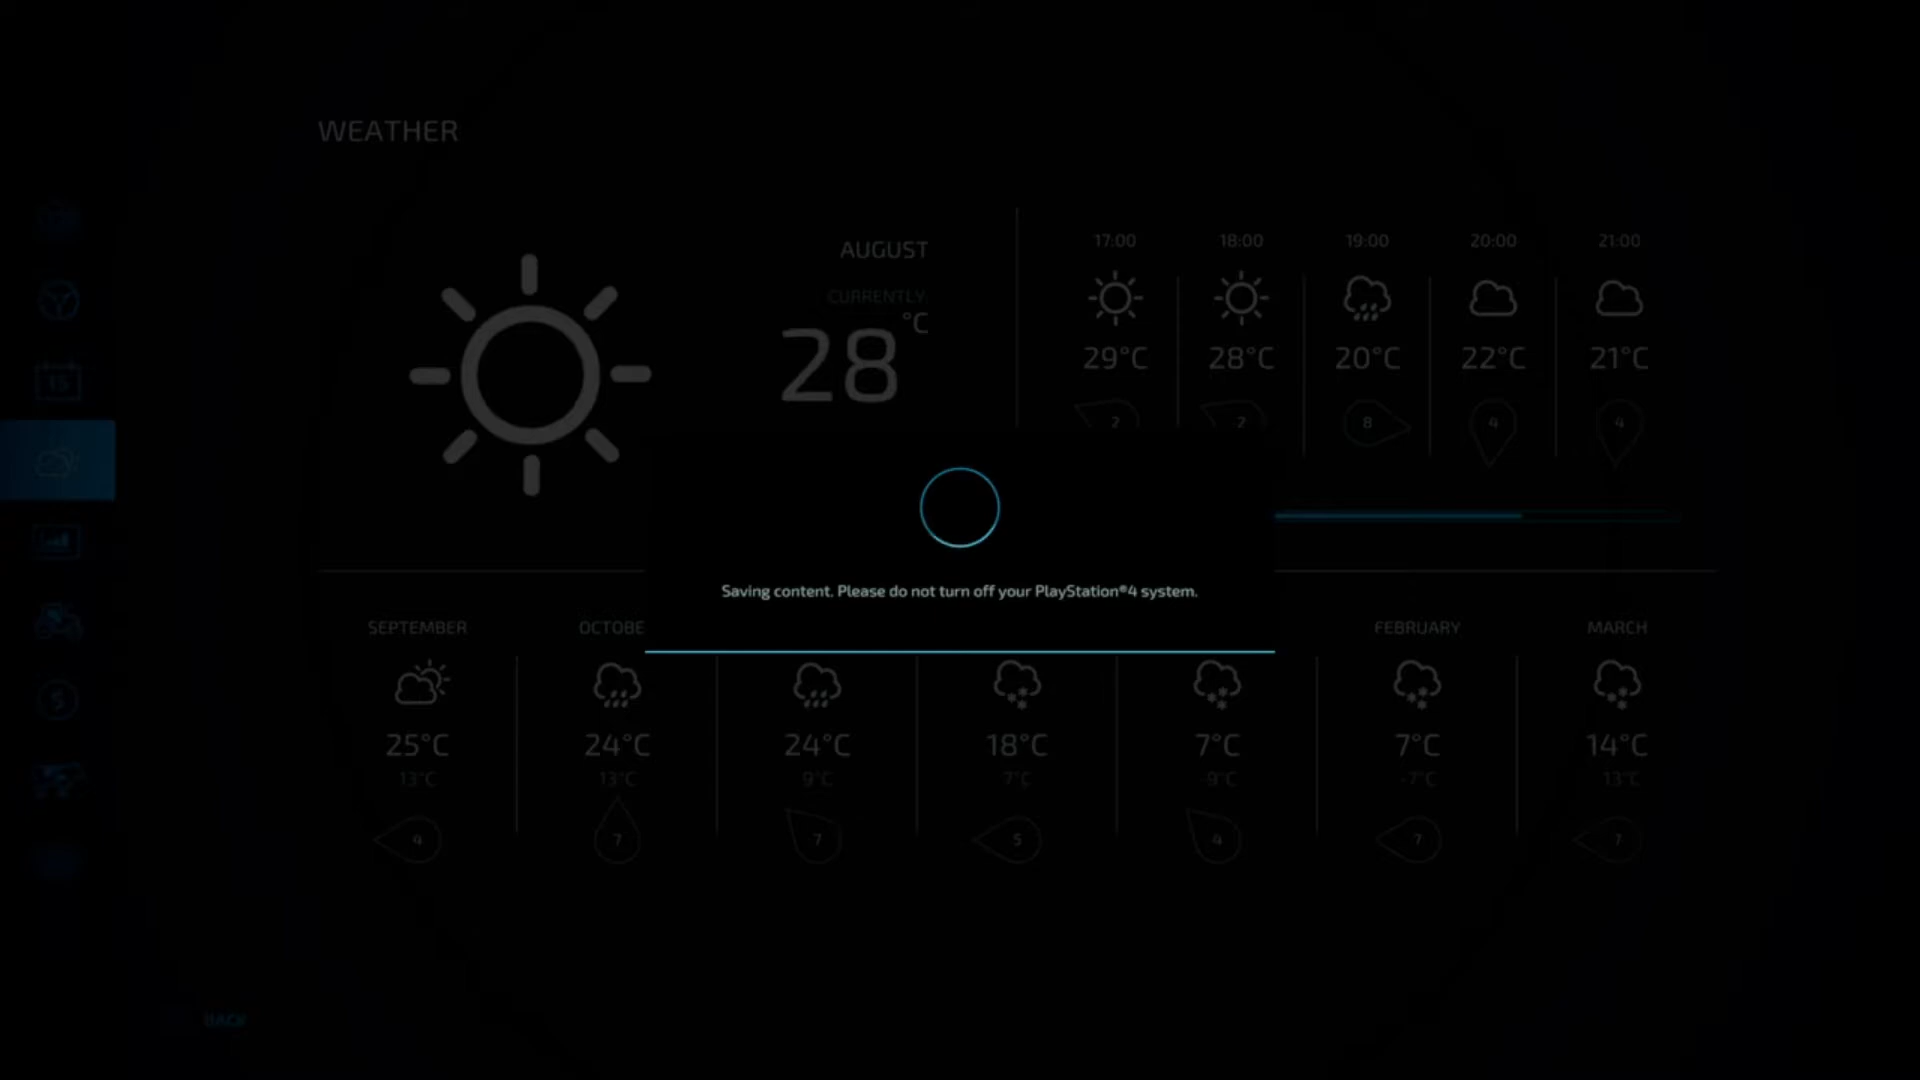 WEATHER
AUGUST
CURRENTLY:
28 °C
17:00 18:00 19:00 20:00 21:00
29°C 28°C 20°C 22°C 21°C
2 2 8 4 4
15
Saving content. Please do not turn off your PlayStation®4 system.
SEPTEMBER OCTOBE FEBRUARY MARCH
25°C 24°C 24°C 18°C 7°C 7°C 14°C
13°C 13°C 9°C 7°C -9°C -7°C 13°C
4 7 7 5 4 7 7
$
BACK